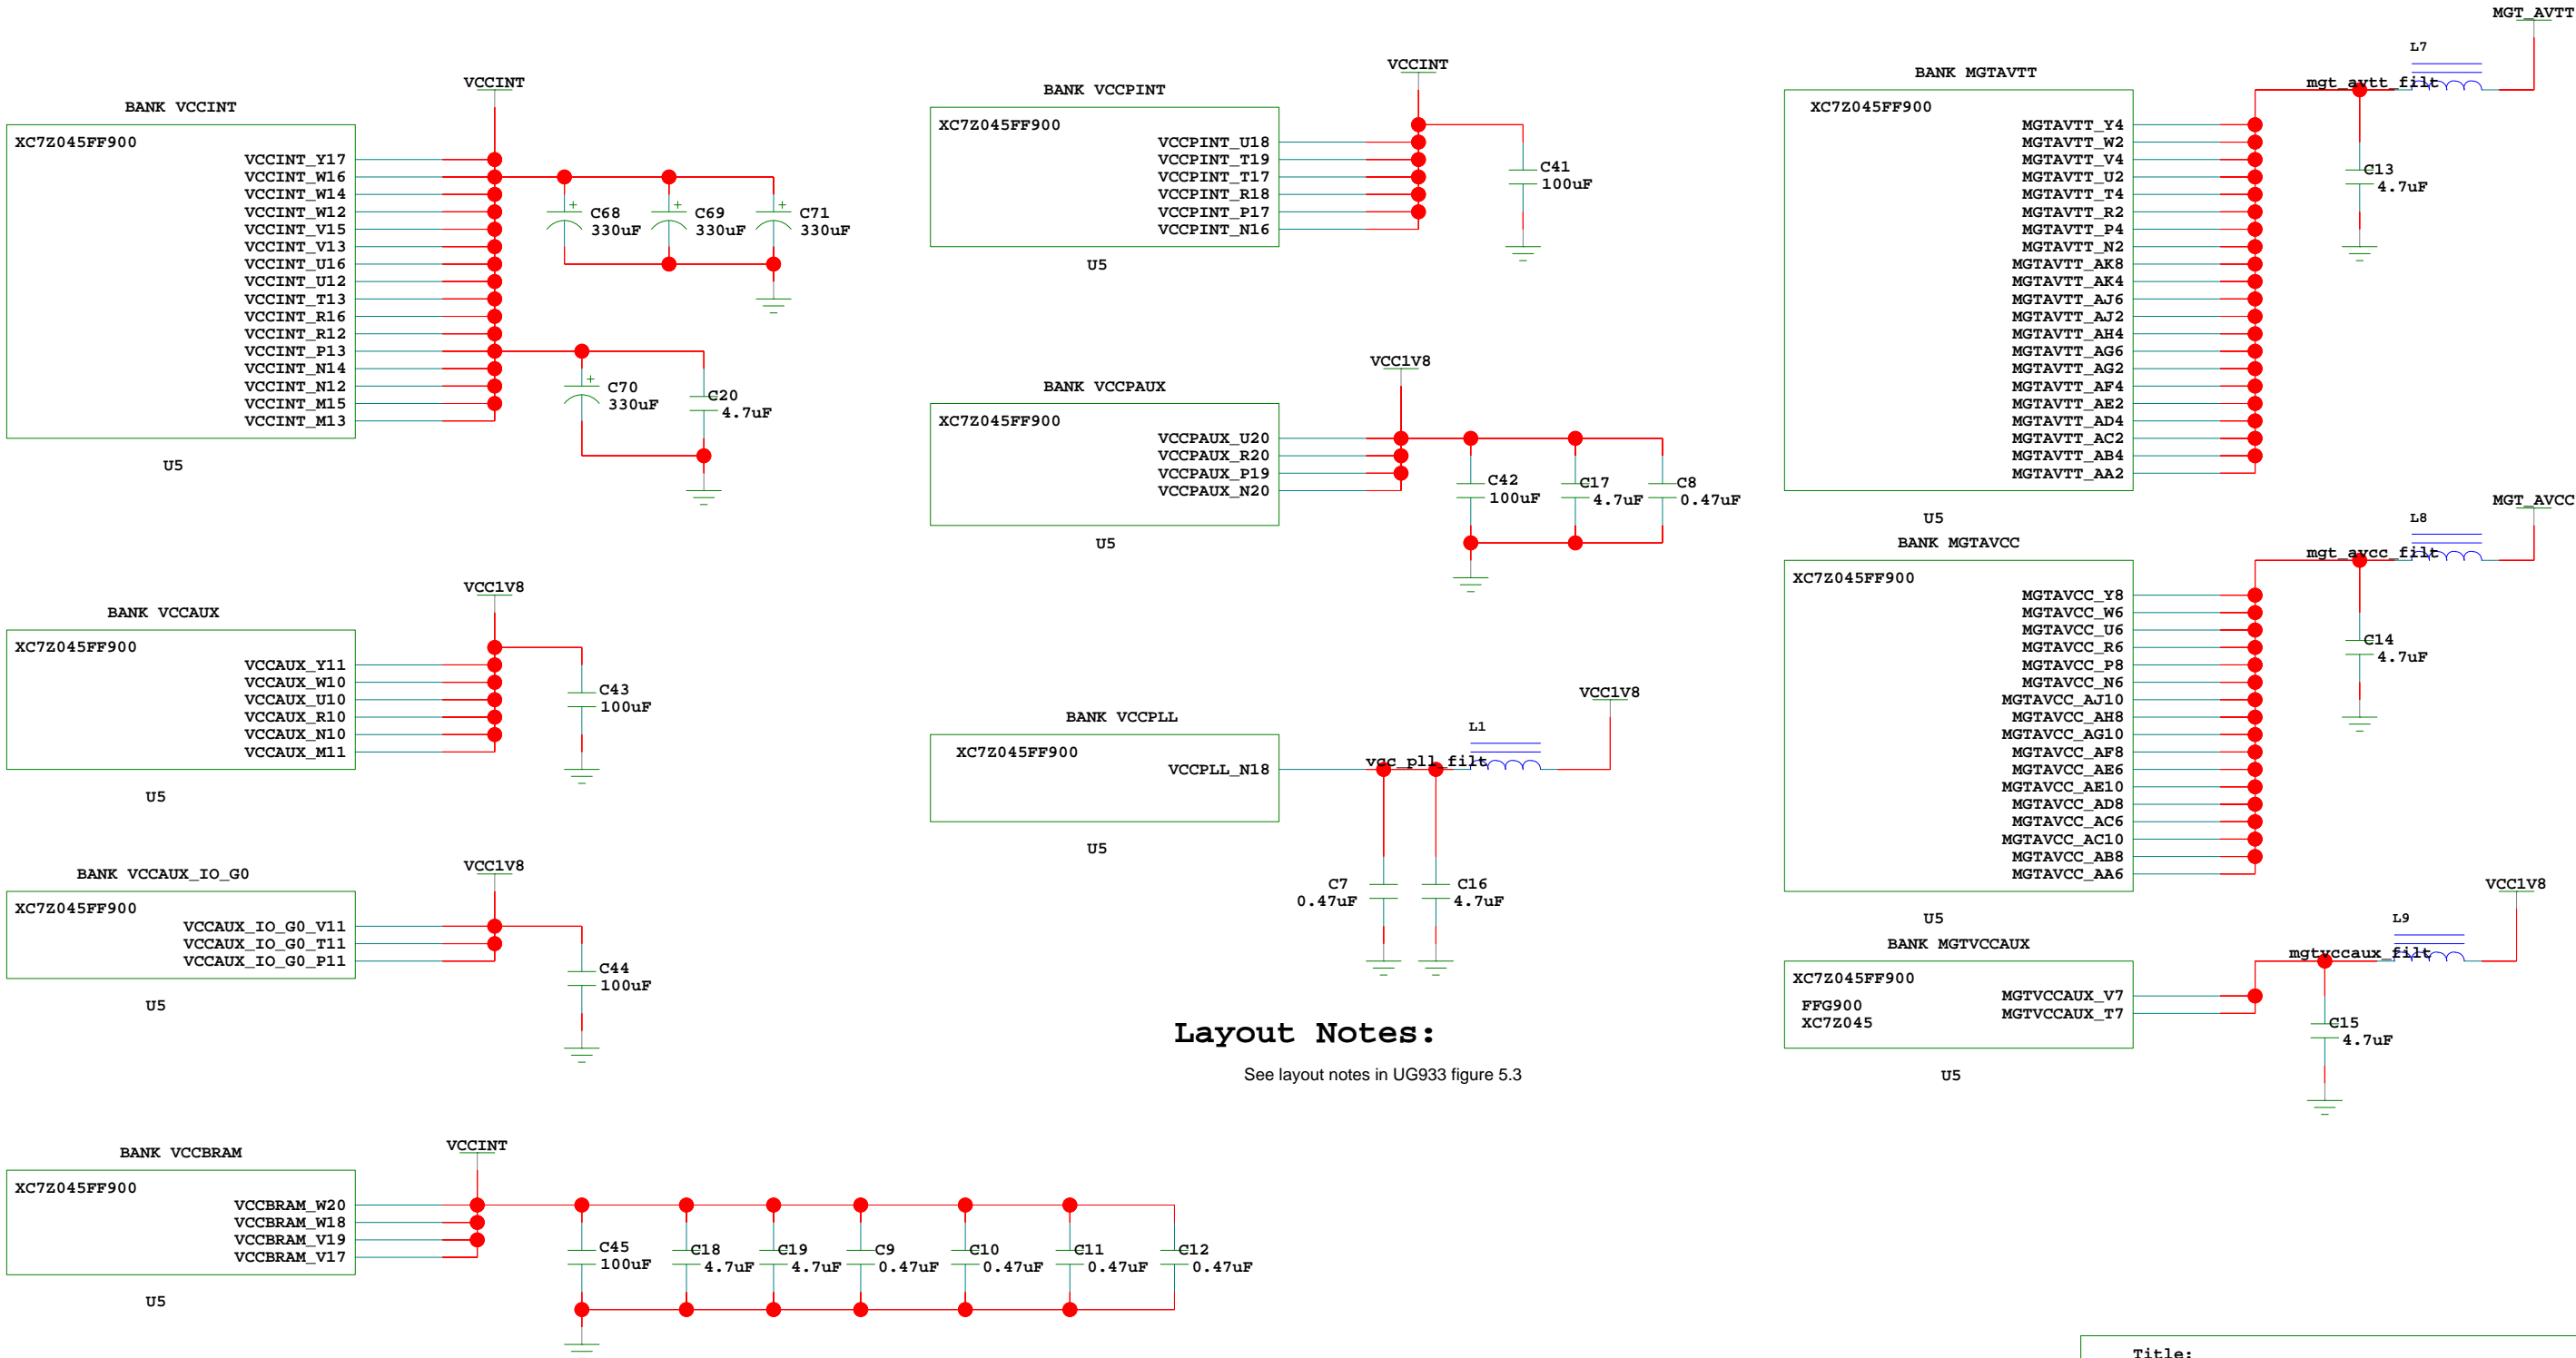 VCCINT
BANK VCCINT
XC7Z045FF900
VCCINT_Y17
VCCINT_W16
VCCINT_W14
VCCINT_W12
VCCINT_V15
VCCINT_V13
VCCINT_U16
VCCINT_U12
VCCINT_T13
VCCINT_R16
VCCINT_R12
VCCINT_P13
VCCINT_N14
VCCINT_N12
VCCINT_M15
VCCINT_M13
U5
+ C68 330uF
+ C69 330uF
+ C71 330uF
+ C70 330uF
C20 4.7uF
VCC1V8
BANK VCCAUX
XC7Z045FF900
VCCAUX_Y11
VCCAUX_W10
VCCAUX_U10
VCCAUX_R10
VCCAUX_N10
VCCAUX_M11
U5
C43
100uF
VCC1V8
BANK VCCAUX_IO_G0
XC7Z045FF900
VCCAUX_IO_G0_V11
VCCAUX_IO_G0_T11
VCCAUX_IO_G0_P11
U5
C44
100uF
VCCINT
BANK VCCBRAM
XC7Z045FF900
VCCBRAM_W20
VCCBRAM_W18
VCCBRAM_V19
VCCBRAM_V17
U5
C45 100uF
C18 4.7uF
C19 4.7uF
C9 0.47uF
C10 0.47uF
C11 0.47uF
C12 0.47uF
VCCINT
BANK VCCPINT
XC7Z045FF900
VCCPINT_U18
VCCPINT_T19
VCCPINT_T17
VCCPINT_R18
VCCPINT_P17
VCCPINT_N16
U5
C41
100uF
VCC1V8
BANK VCCPAUX
XC7Z045FF900
VCCPAUX_U20
VCCPAUX_R20
VCCPAUX_P19
VCCPAUX_N20
U5
C42 100uF
C17 4.7uF
C8 0.47uF
VCC1V8
BANK VCCPLL
L1
XC7Z045FF900
VCCPLL_N18
vcc_pll_filt
U5
C7 0.47uF
C16 4.7uF
Layout Notes:
See layout notes in UG933 figure 5.3
MGT_AVTT
L7
BANK MGTAVTT
mgt_avtt_filt
XC7Z045FF900
MGTAVTT_Y4
MGTAVTT_W2
MGTAVTT_V4
MGTAVTT_U2
MGTAVTT_T4
MGTAVTT_R2
MGTAVTT_P4
MGTAVTT_N2
MGTAVTT_AK8
MGTAVTT_AK4
MGTAVTT_AJ6
MGTAVTT_AJ2
MGTAVTT_AH4
MGTAVTT_AG6
MGTAVTT_AG2
MGTAVTT_AF4
MGTAVTT_AE2
MGTAVTT_AD4
MGTAVTT_AC2
MGTAVTT_AB4
MGTAVTT_AA2
U5
C13
4.7uF
MGT_AVCC
L8
BANK MGTAVCC
mgt_avcc_filt
XC7Z045FF900
MGTAVCC_Y8
MGTAVCC_W6
MGTAVCC_U6
MGTAVCC_R6
MGTAVCC_P8
MGTAVCC_N6
MGTAVCC_AJ10
MGTAVCC_AH8
MGTAVCC_AG10
MGTAVCC_AF8
MGTAVCC_AE6
MGTAVCC_AE10
MGTAVCC_AD8
MGTAVCC_AC6
MGTAVCC_AC10
MGTAVCC_AB8
MGTAVCC_AA6
U5
C14
4.7uF
VCC1V8
L9
BANK MGTVCCAUX
mgtvccaux_filt
XC7Z045FF900
FFG900
XC7Z045
MGTVCCAUX_V7
MGTVCCAUX_T7
U5
C15
4.7uF
Title: